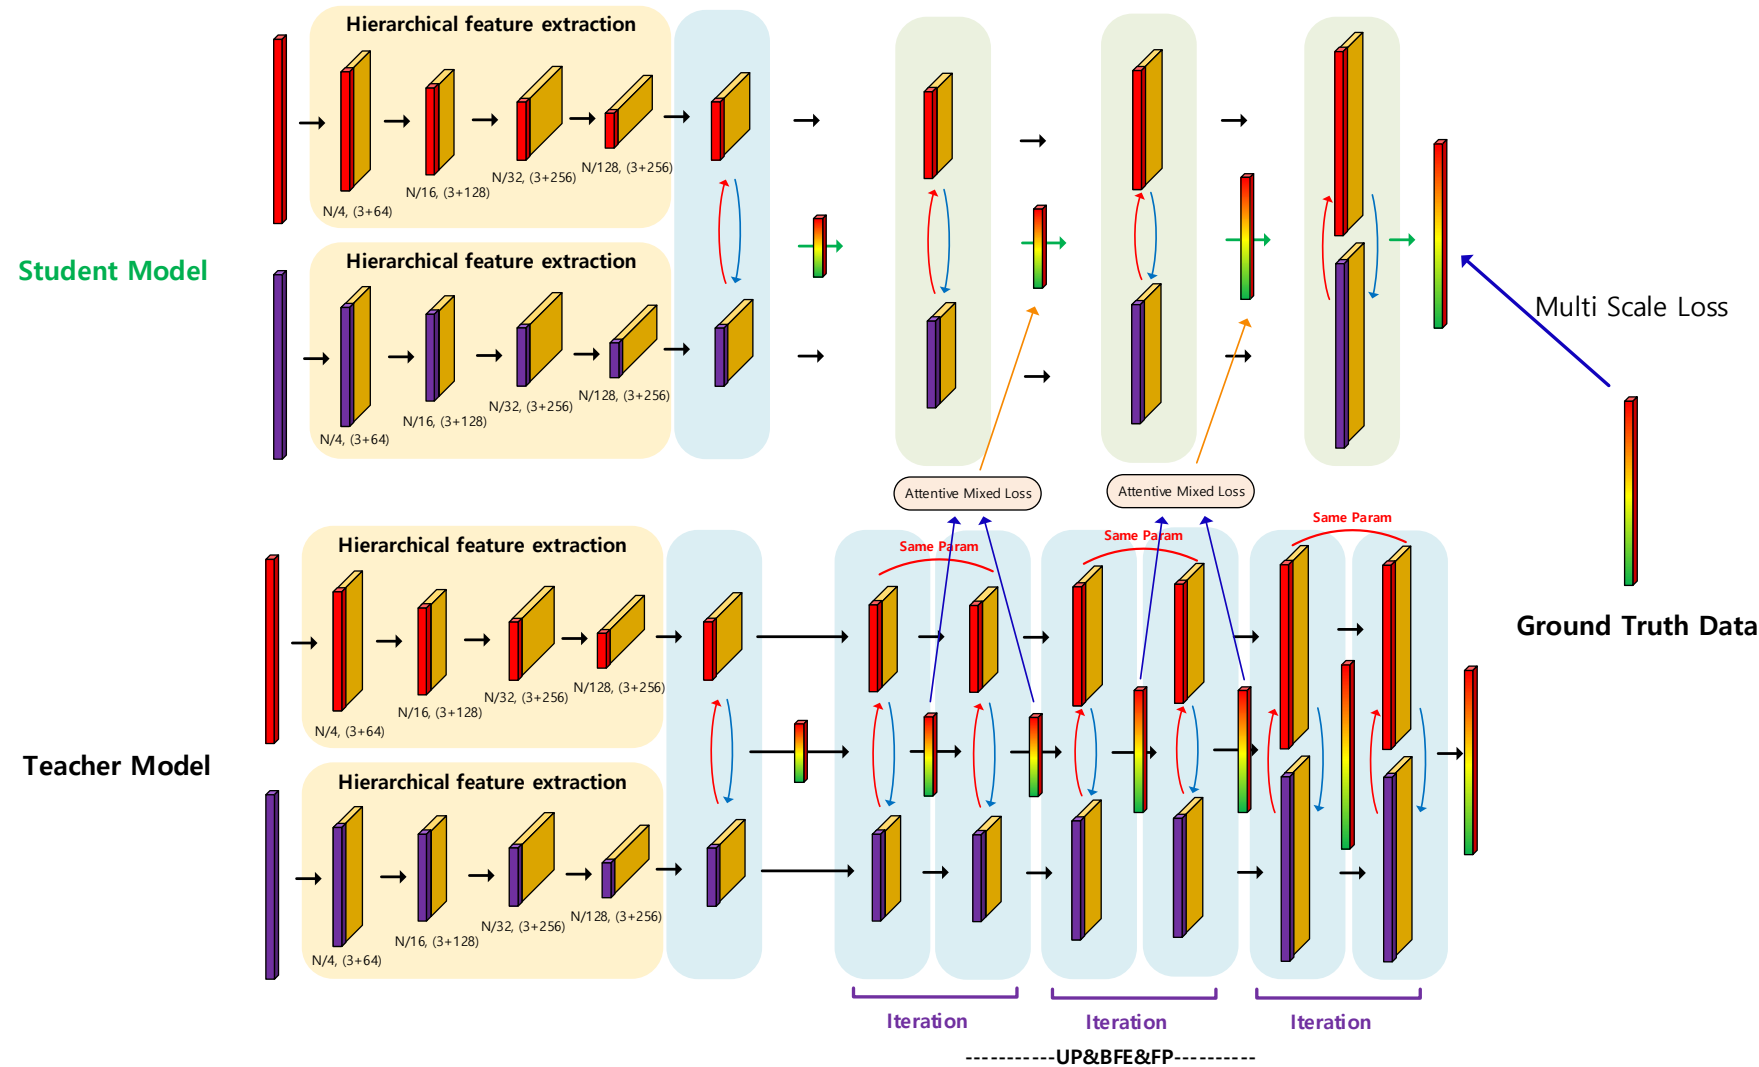 Hierarchical feature extraction
N/4, (3+64)
N/16, (3+128)
N/32, (3+256)
N/128, (3+256)
Student Model
Hierarchical feature extraction
N/4, (3+64)
N/16, (3+128)
N/32, (3+256)
N/128, (3+256)
Multi Scale Loss
Attentive Mixed Loss
Attentive Mixed Loss
Ground Truth Data
Hierarchical feature extraction
N/4, (3+64)
N/16, (3+128)
N/32, (3+256)
N/128, (3+256)
Same Param
Same Param
Same Param
Teacher Model
Hierarchical feature extraction
N/4, (3+64)
N/16, (3+128)
N/32, (3+256)
N/128, (3+256)
Iteration
Iteration
Iteration
-----------UP&BFE&FP----------